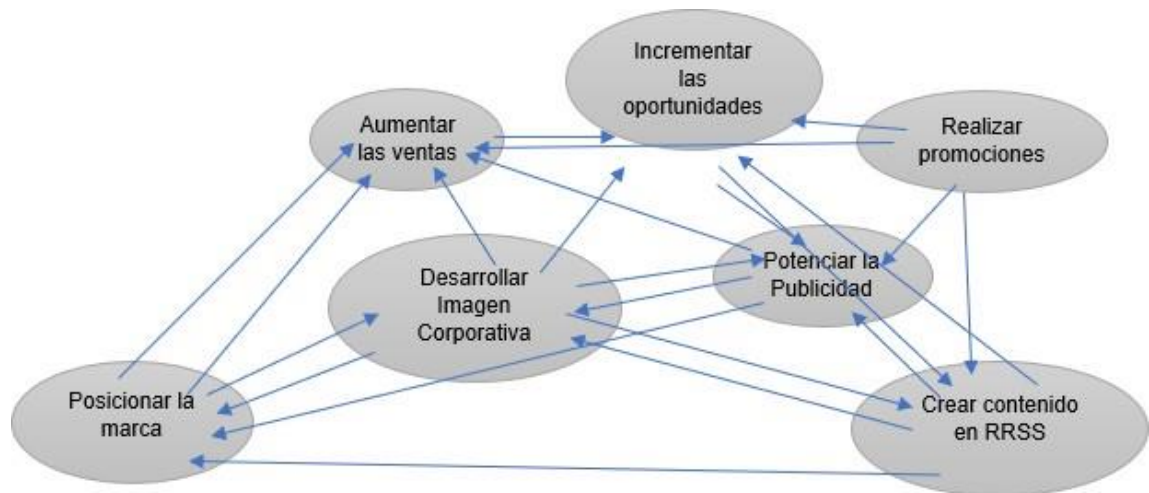 Incrementar
las
oportunidades
Aumentar
las ventas
Realizar
promociones
Desarrollar
Imagen
Corporativa
Potenciar la
Publicidad
Posicionar la
marca
Crear contenido
en RRSS